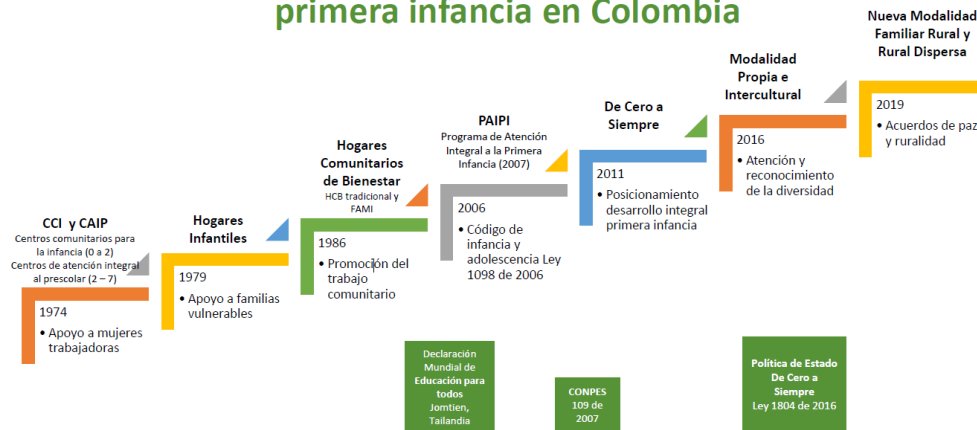 primera infancia en Colombia
CCI y CAIP
Centros comunitarios para
la infancia (0 a 2)
Centros de atención integral
al prescolar (2 – 7)
1974
• Apoyo a mujeres
trabajadoras
Hogares
Infantiles
1979
• Apoyo a familias
vulnerables
Hogares
Comunitarios
de Bienestar
HCB tradicional y
FAMI
1986
• Promoción del
trabajo
comunitario
PAIPI
Programa de Atención
Integral a la Primera
Infancia (2007)
2006
• Código de
infancia y
adolescencia Ley
1098 de 2006
De Cero a
Siempre
2011
• Posicionamiento
desarrollo integral
primera infancia
Modalidad
Propia e
Intercultural
2016
• Atención y
reconocimiento
de la diversidad
Nueva Modalidad
Familiar Rural y
Rural Dispersa
2019
• Acuerdos de paz
y ruralidad
Declaración
Mundial de
Educación para
todos
Jomtien,
Tailandia
CONPES
109 de
2007
Política de Estado
De Cero a
Siempre
Ley 1804 de 2016